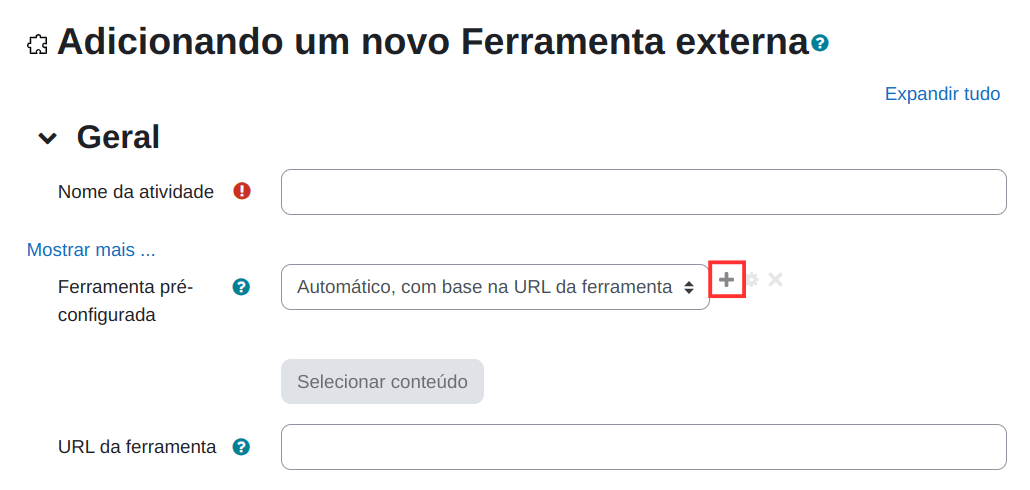 Adicionando um novo Ferramenta externa
Expandir tudo
Geral
Nome da atividade
Mostrar mais ...
Ferramenta pré-
configurada
Automático, com base na URL da ferramenta
Selecionar conteúdo
URL da ferramenta